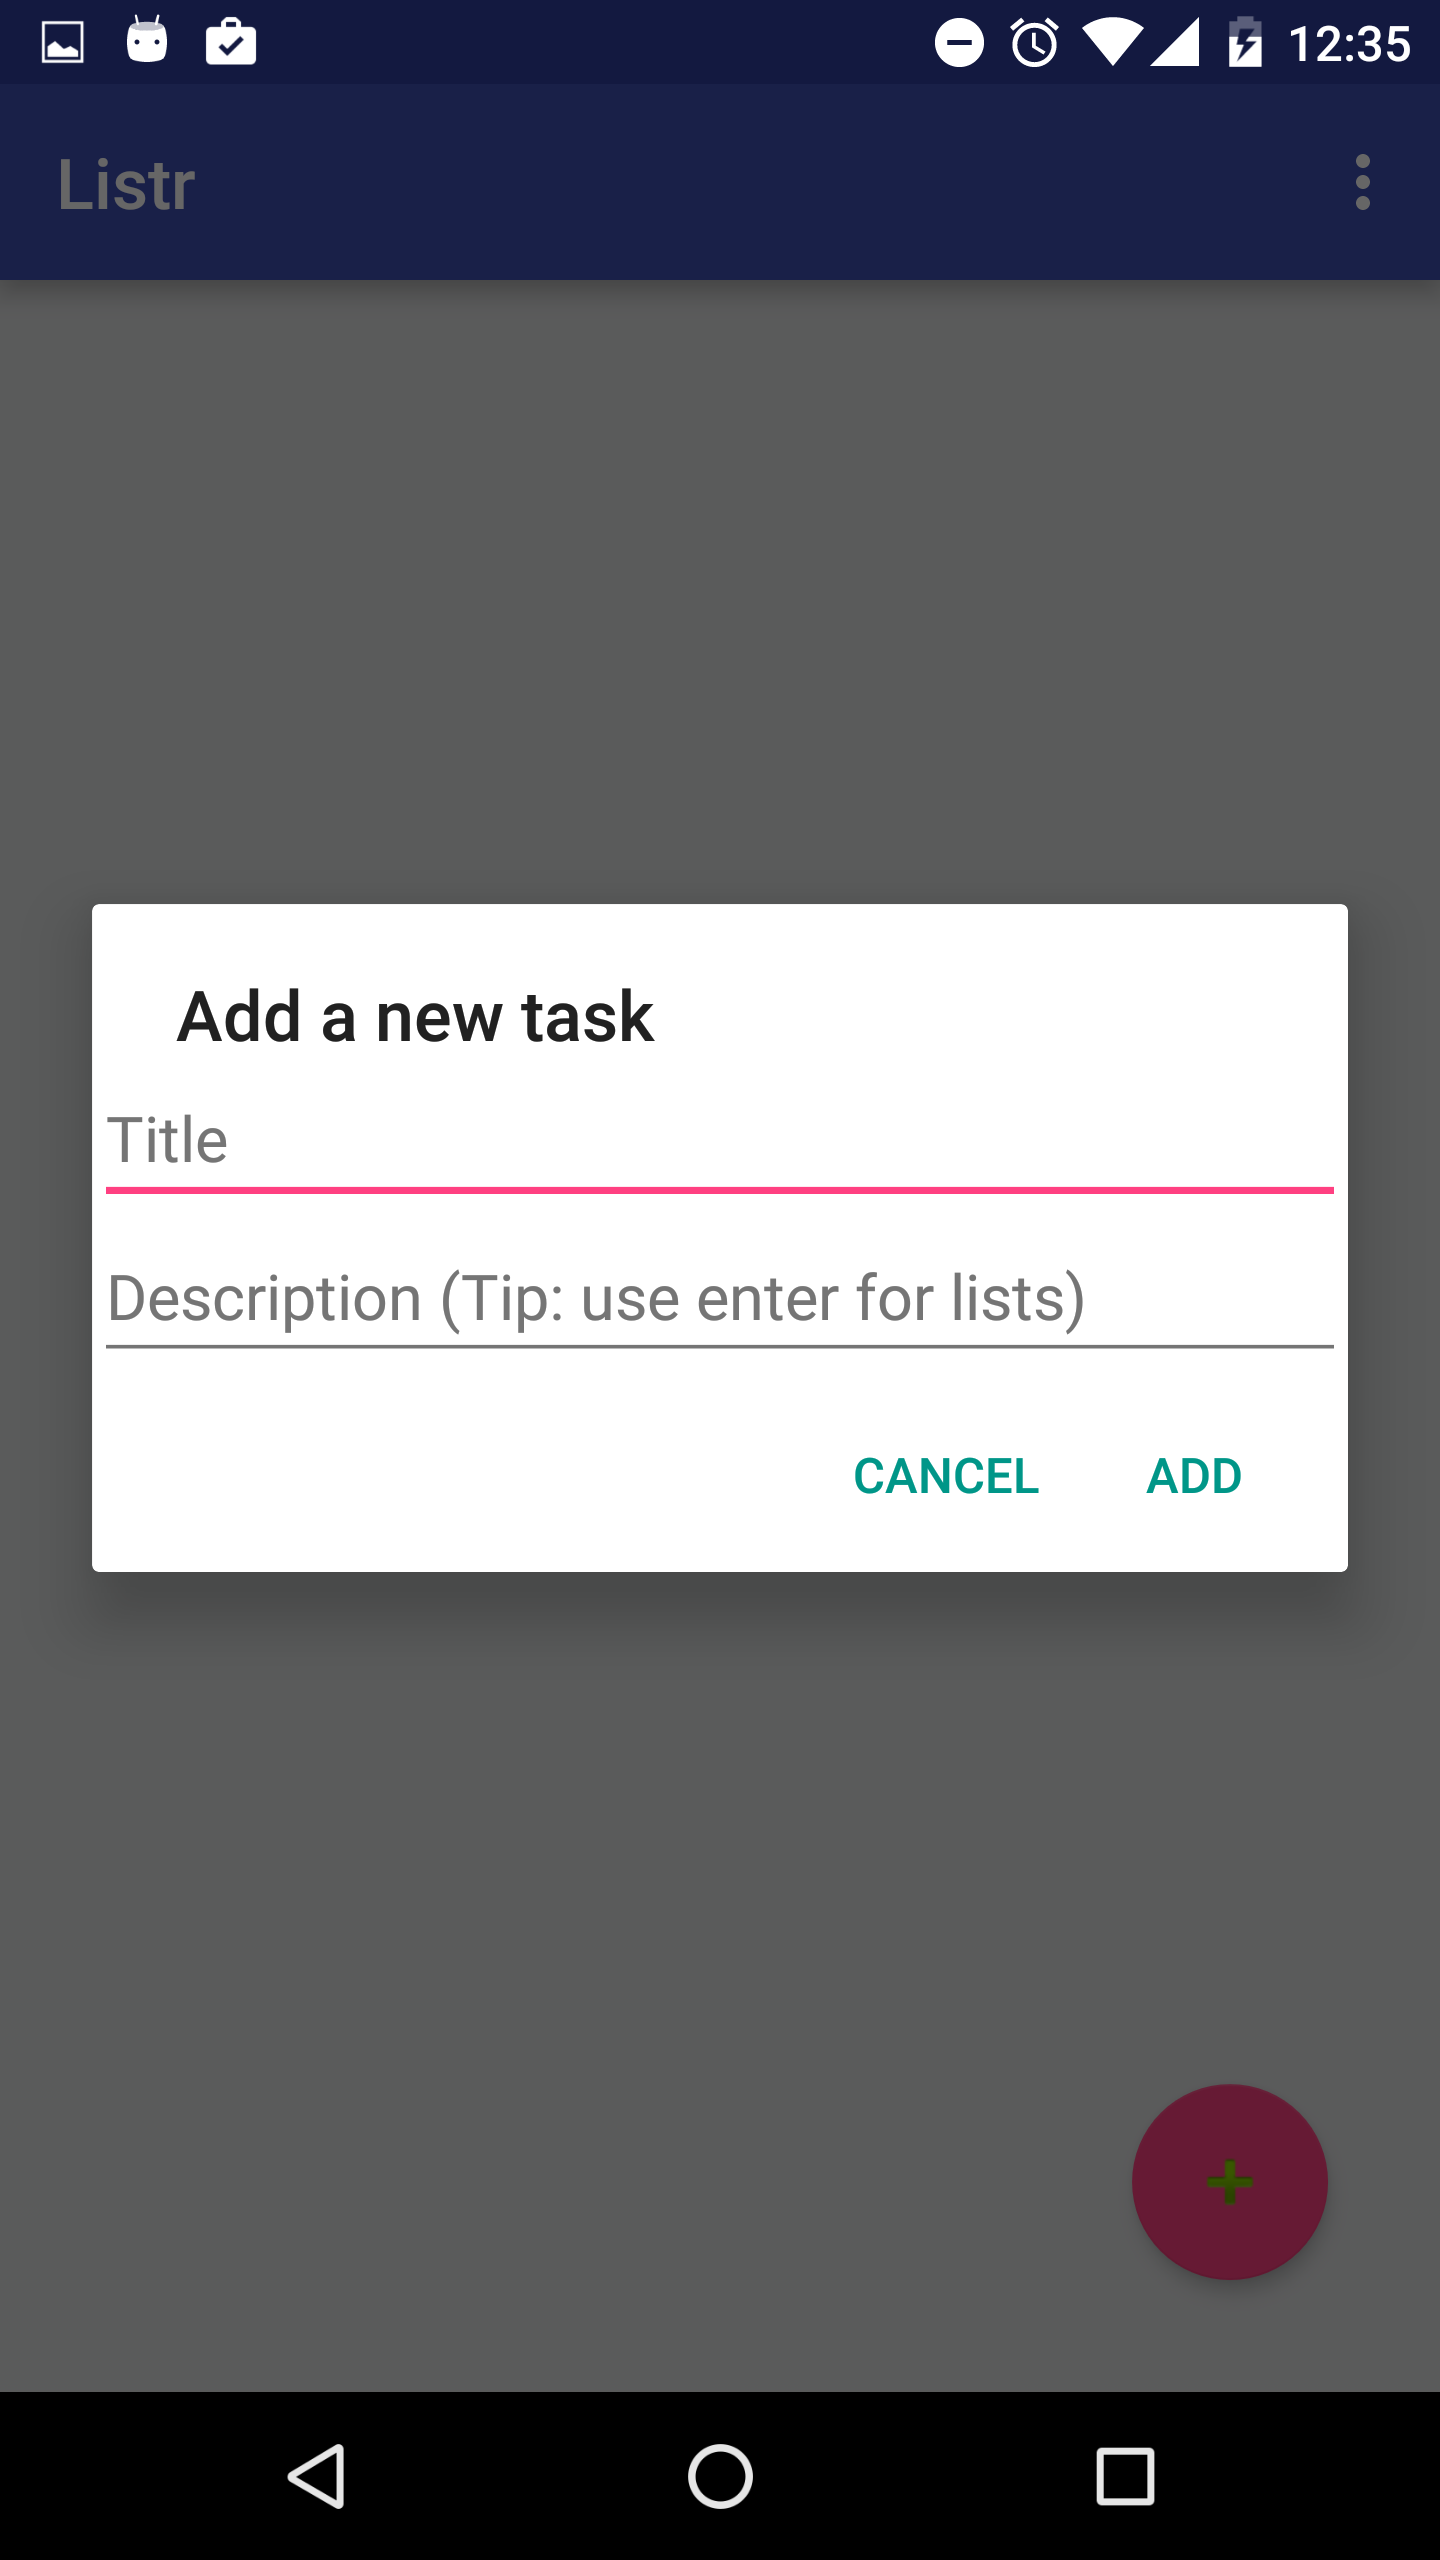 12:35
Listr
Add a new task
Title
Description (Tip: use enter for lists)
CANCEL ADD